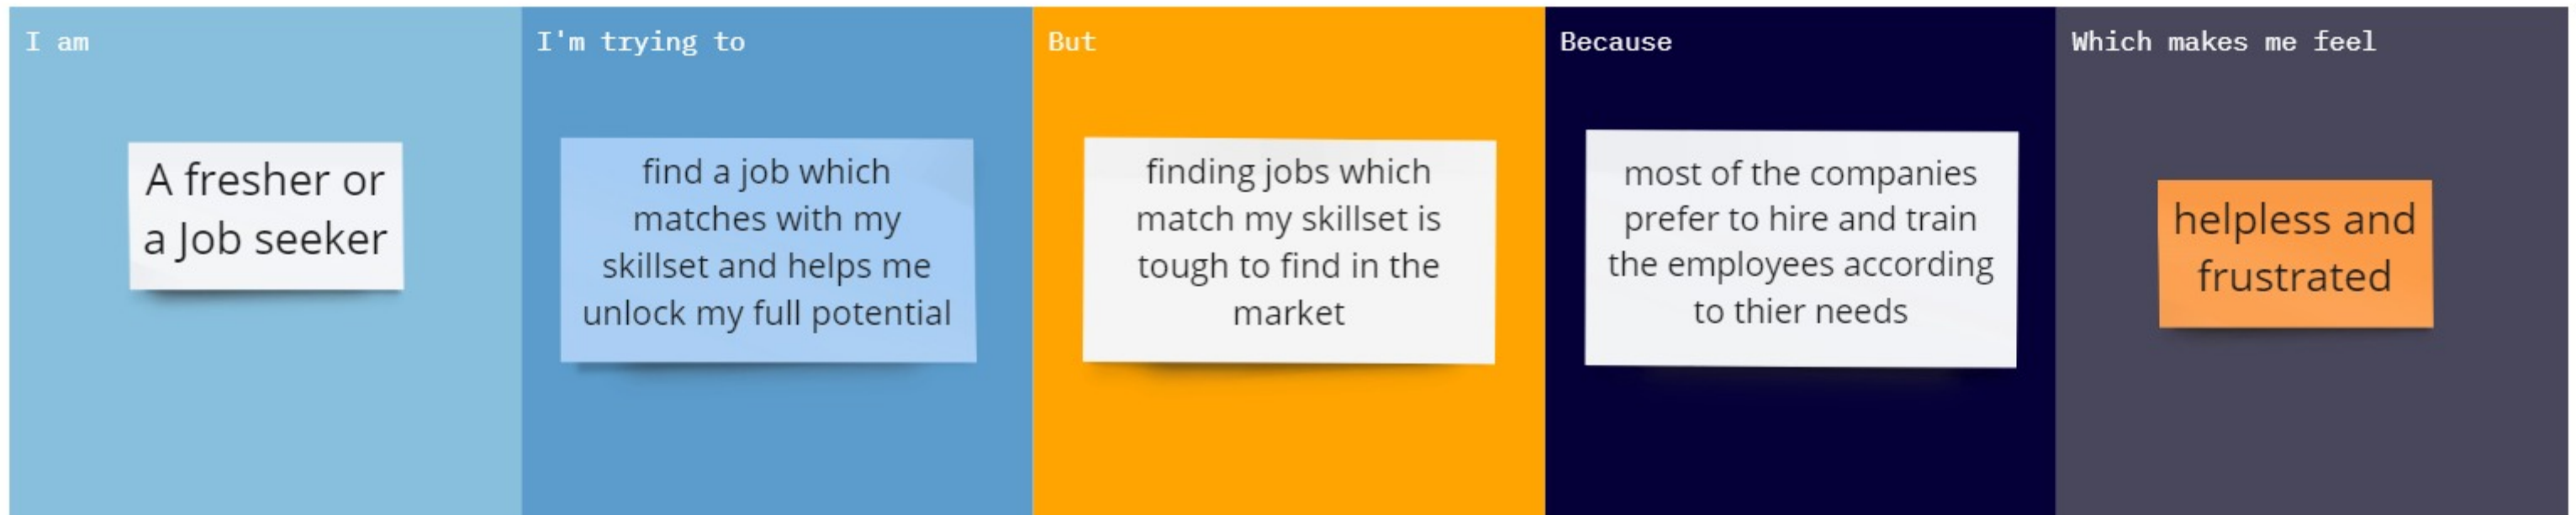 I am
A fresher or
a Job seeker
I'm trying to
find a job which
matches with my
skillset and helps me
unlock my full potential
But
finding jobs which
match my skillset is
tough to find in the
market
Because
most of the companies
prefer to hire and train
the employees according
to thier needs
Which makes me feel
helpless and
frustrated